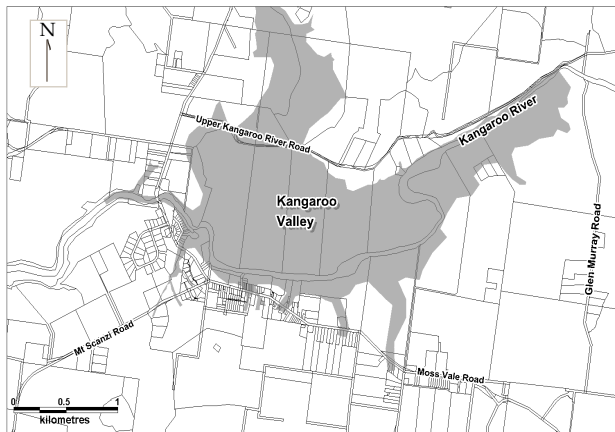 N
Upper Kangaroo River Road
Kangaroo River
Kangaroo
Valley
Glen Murray Road
Mt Scanzi Road
Moss Vale Road
0 0.5 1
kilometres